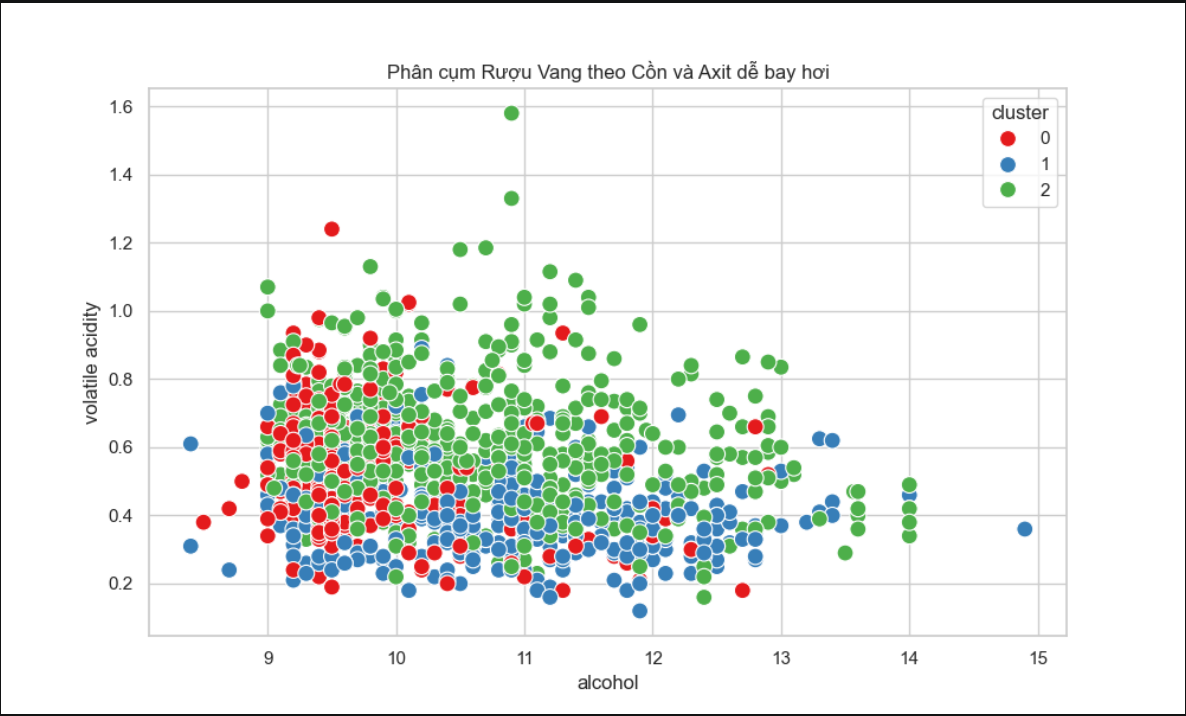 Phân cụm Rượu Vang theo Cồn và Axit dễ bay hơi
cluster
0
1
2
1.6
1.4
1.2
1.0
0.8
0.6
0.4
0.2
volatile acidity
9 10 11 12 13 14 15
alcohol